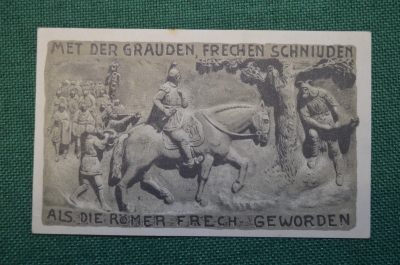 MET DER GRAUDEN, FRECHEN SCHNIUDEN
ALS DIE RÖMER FRECH GEWORDEN